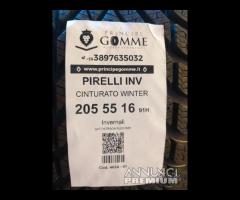 PRINCIPE
GOMME
+39 3897635032
www.principegomme.it
PIRELLI INV
CINTURATO WINTER
205 55 16 91H
Invernali
ANNUNCI
PREMIUM